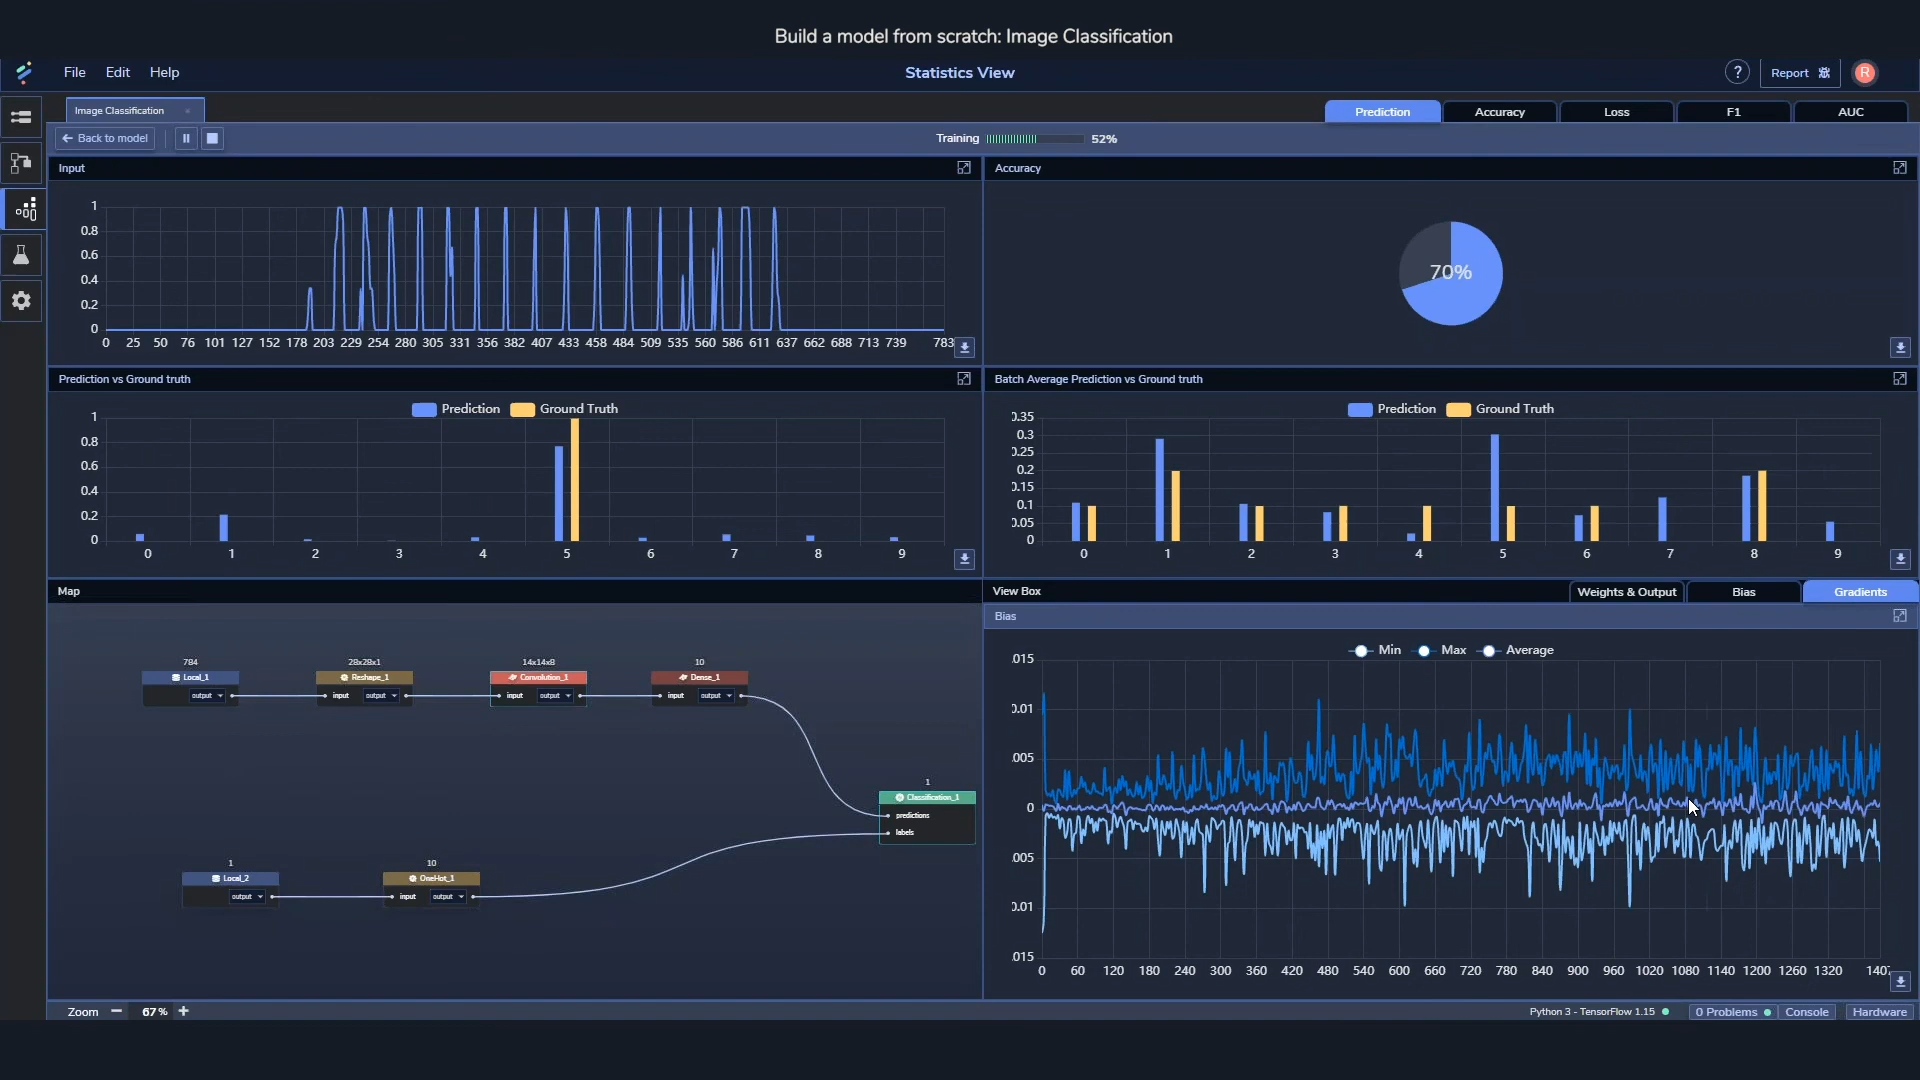 Build a model from scratch: Image Classification
File Edit Help
Statistics View
? Report R
Image Classification
Prediction Accuracy Loss F1 AUC
Back to model
Training 52%
Input
1
0.8
0.6
0.4
0.2
0
0 25 50 76 101 127 152 178 203 229 254 280 305 331 356 382 407 433 458 484 509 535 560 586 611 637 662 688 713 739 783
Accuracy
70%
Prediction vs Ground truth
Prediction Ground Truth
1
0.8
0.6
0.4
0.2
0
0 1 2 3 4 5 6 7 8 9
Batch Average Prediction vs Ground truth
Prediction Ground Truth
0.35
0.3
0.25
0.2
0.15
0.1
0.05
0
0 1 2 3 4 5 6 7 8 9
Map
784
Local_1
output
28x28x1
Reshape_1
input output
14x14x8
Convolution_1
input output
10
Dense_1
input output
1
Classification_1
predictions
labels
1
Local_2
output
10
OneHot_1
input output
View Box
Weights & Output Bias Gradients
Bias
Min Max Average
.015
0.01
.005
0
.005
0.01
.015
0 60 120 180 240 300 360 420 480 540 600 660 720 780 840 900 960 1020 1080 1140 1200 1260 1320 140
Zoom 67%
Python 3 - TensorFlow 1.15
0 Problems Console Hardware